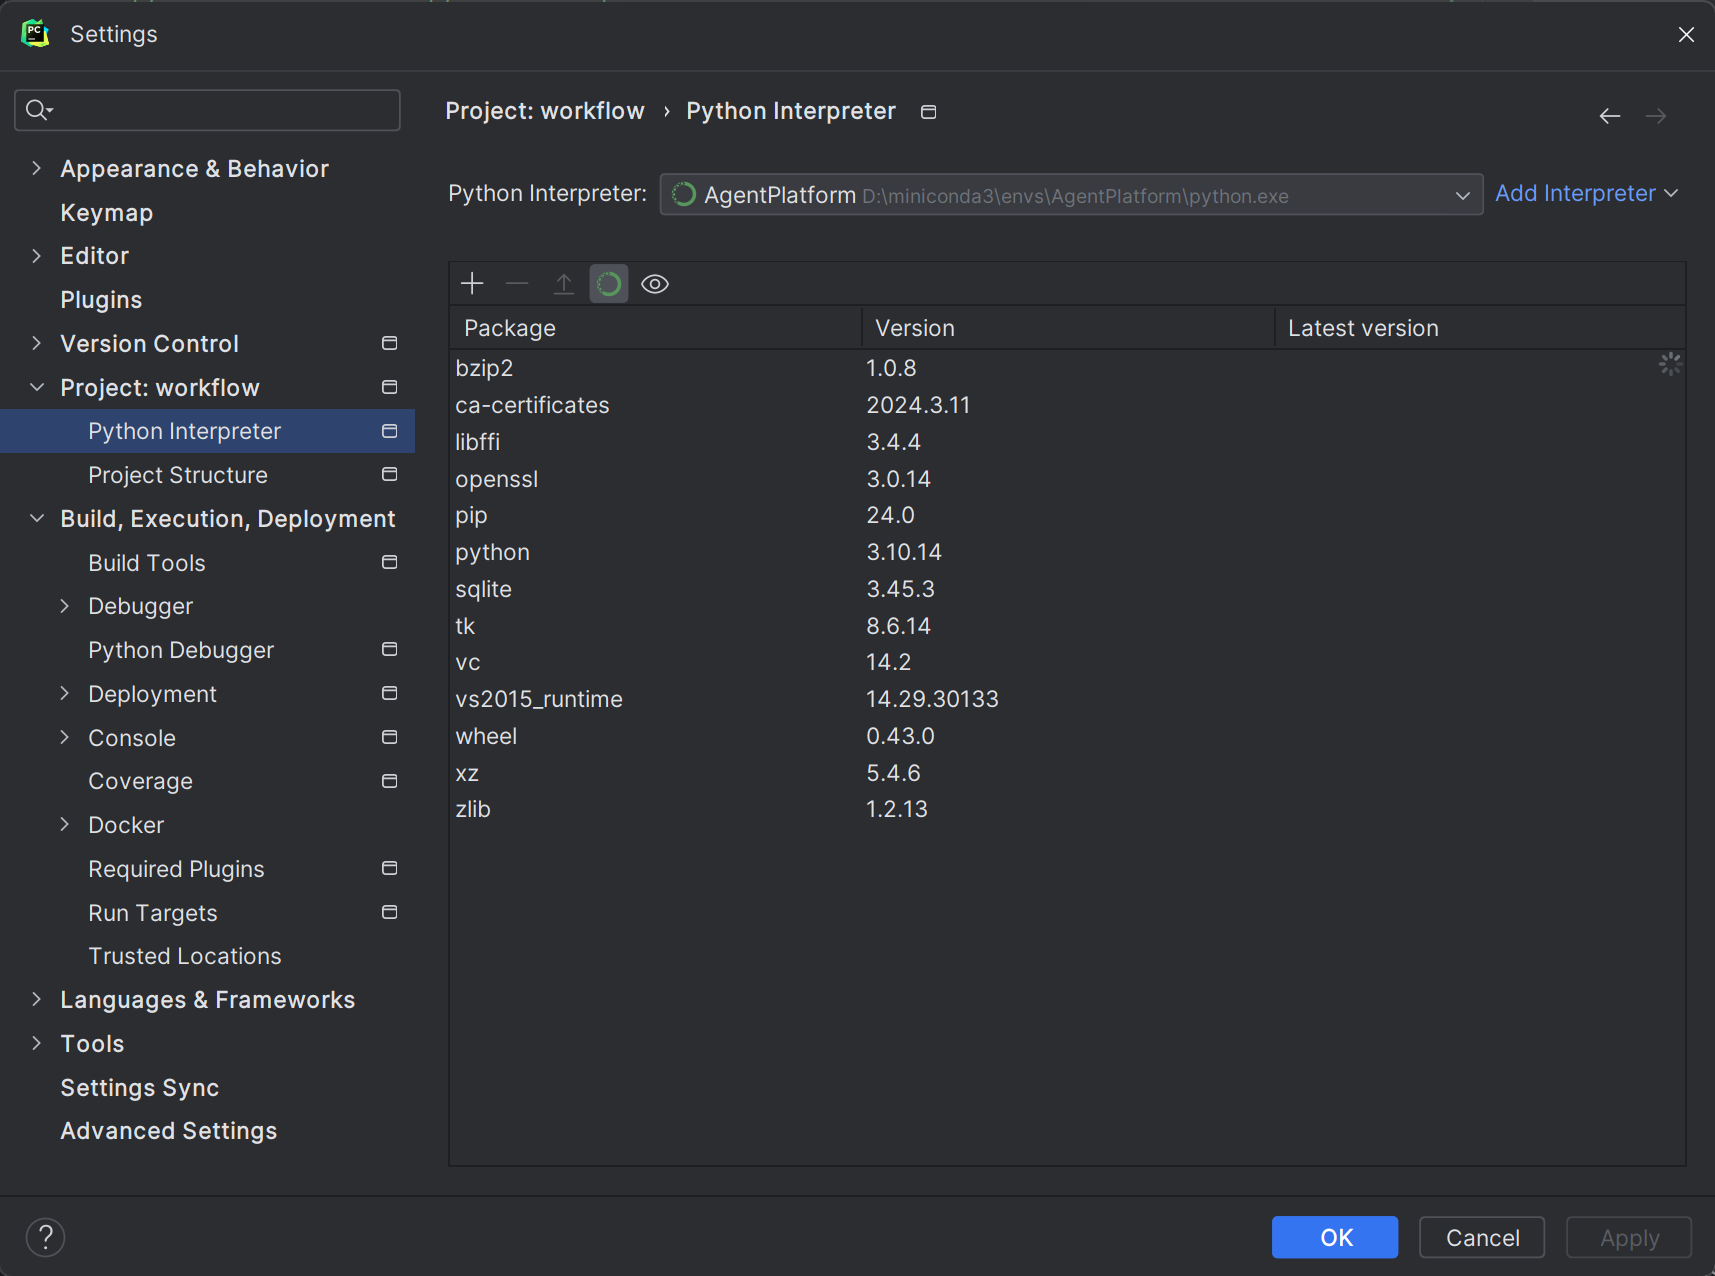 PC
Settings
Project: workflow › Python Interpreter
Appearance & Behavior
Keymap
Editor
Plugins
Version Control
Project: workflow
Python Interpreter
Project Structure
Build, Execution, Deployment
Build Tools
Debugger
Python Debugger
Deployment
Console
Coverage
Docker
Required Plugins
Run Targets
Trusted Locations
Languages & Frameworks
Tools
Settings Sync
Advanced Settings
Python Interpreter: AgentPlatform D:\miniconda3\envs\AgentPlatform\python.exe Add Interpreter
Package Version Latest version
bzip2 1.0.8
ca-certificates 2024.3.11
libffi 3.4.4
openssl 3.0.14
pip 24.0
python 3.10.14
sqlite 3.45.3
tk 8.6.14
vc 14.2
vs2015_runtime 14.29.30133
wheel 0.43.0
xz 5.4.6
zlib 1.2.13
? OK Cancel Apply